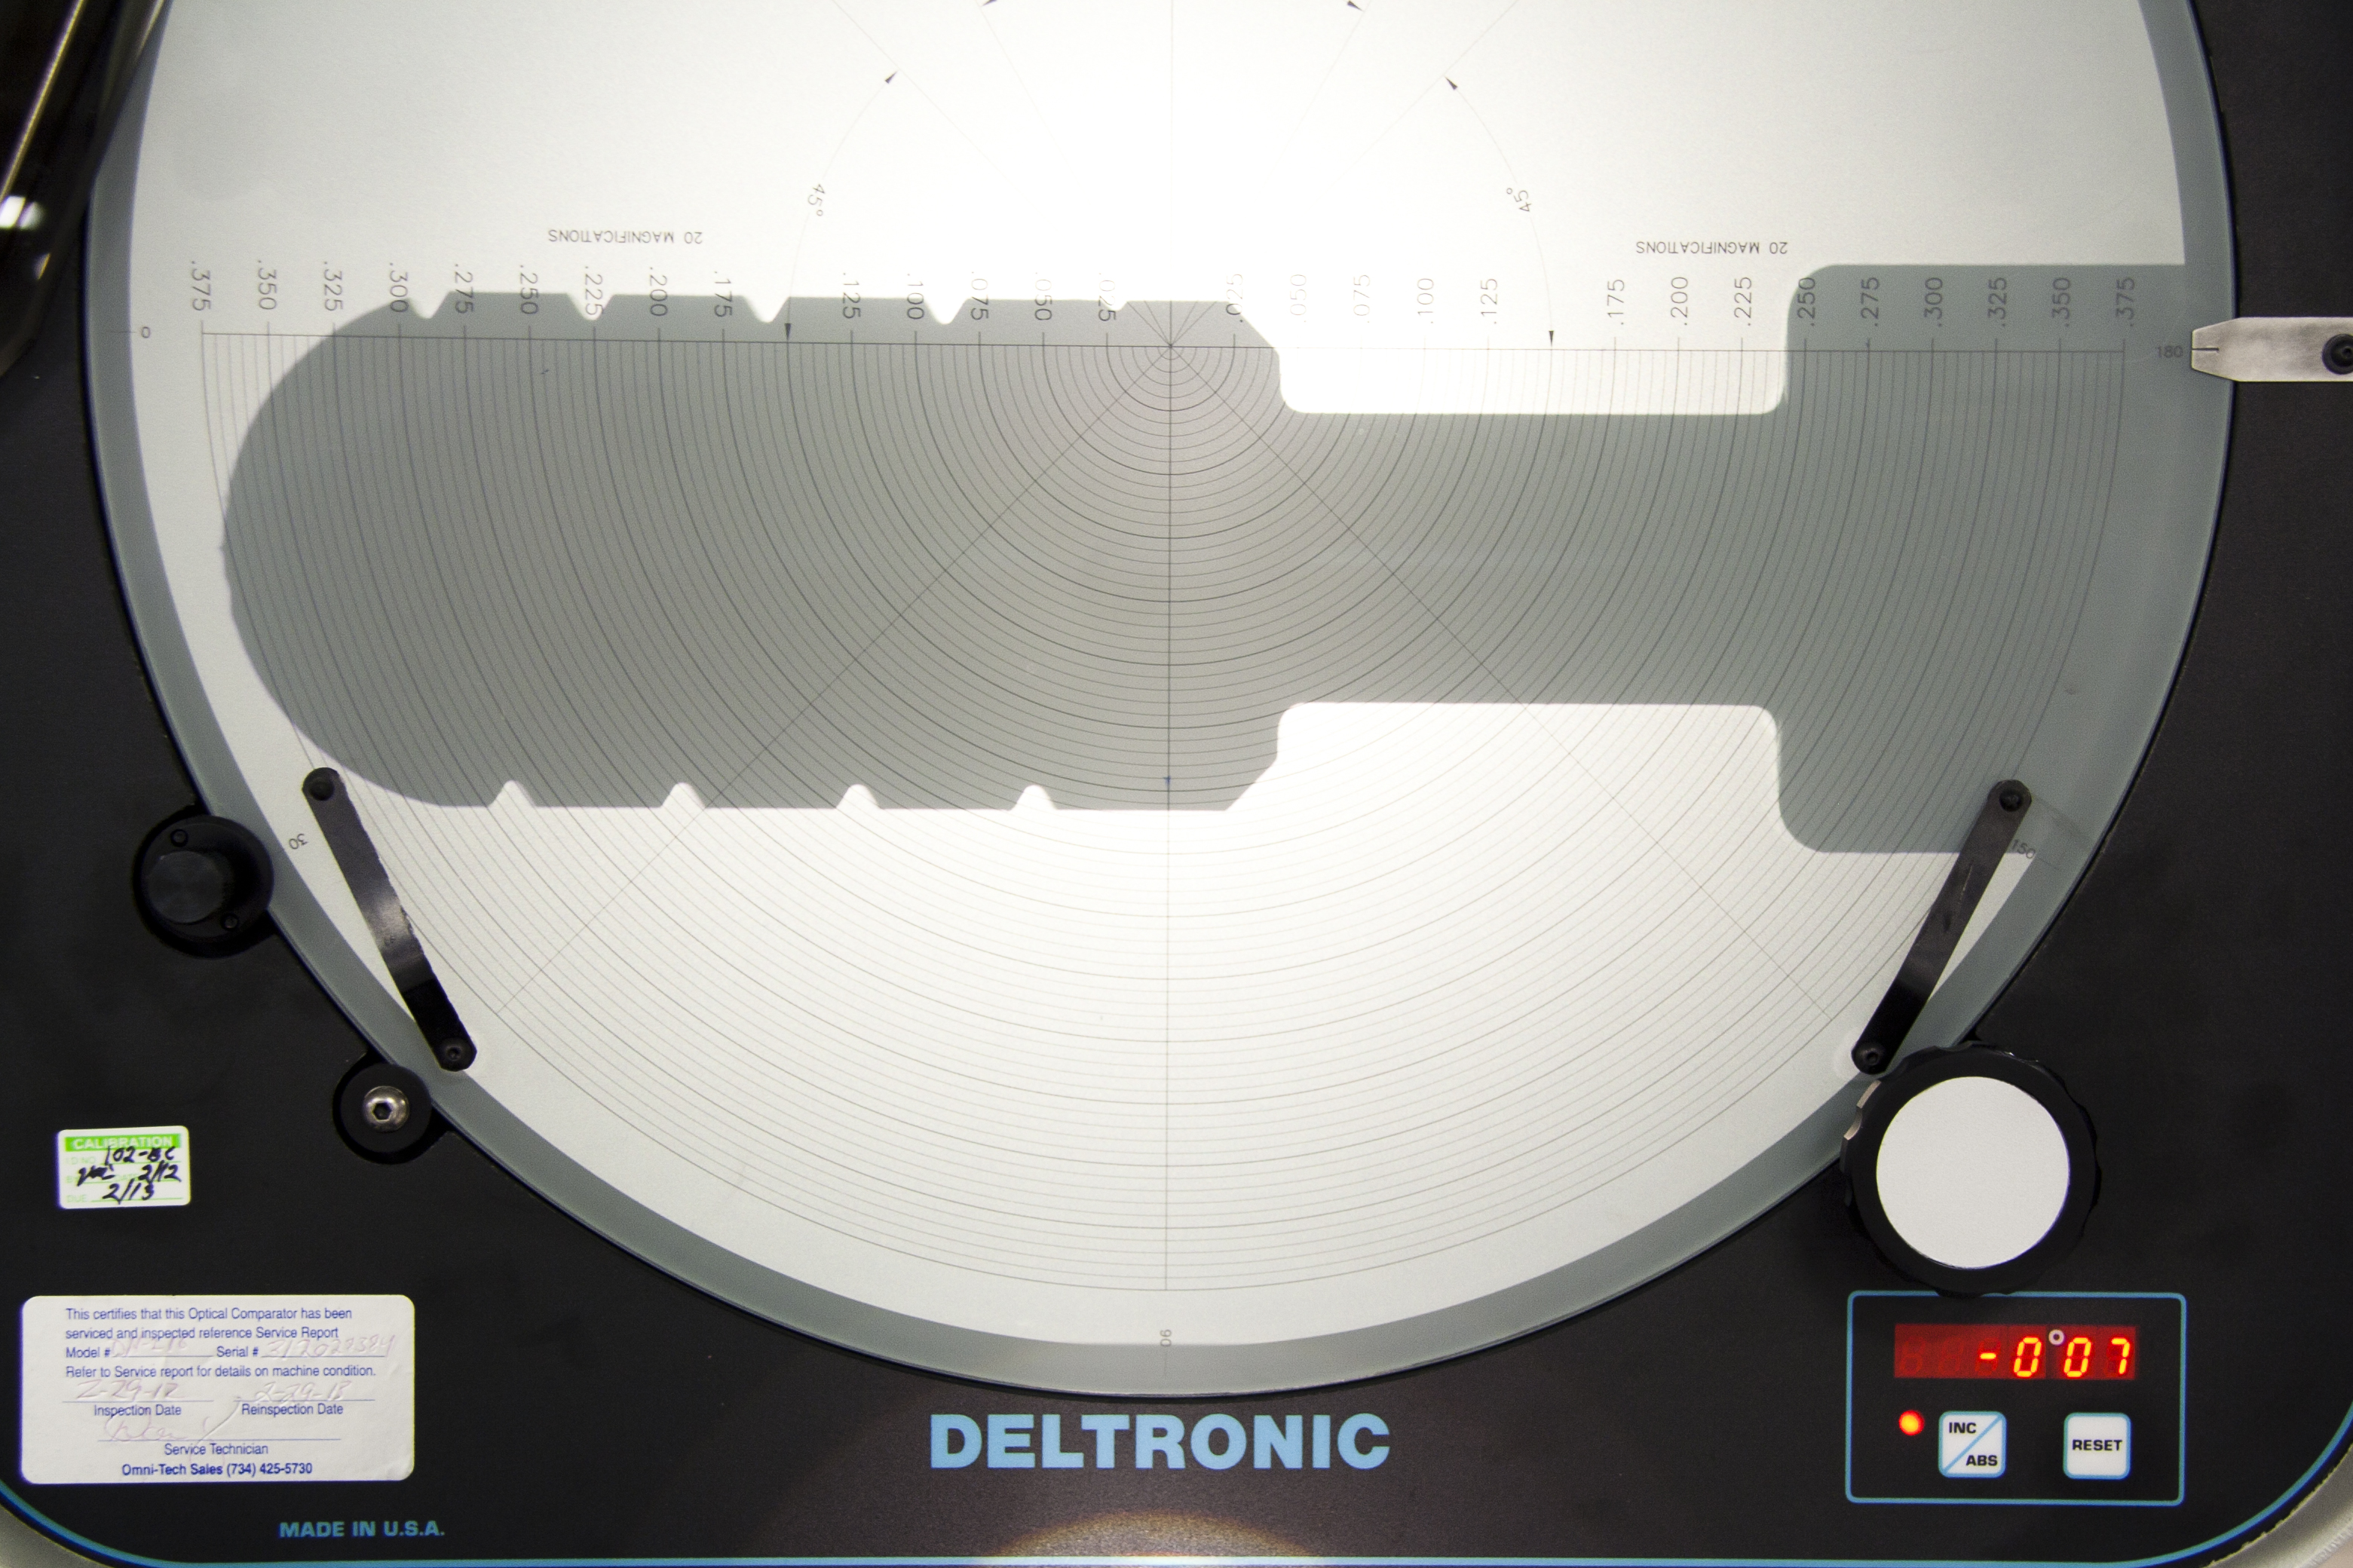 45°
45°
20 MAGNIFICATIONS
20 MAGNIFICATIONS
.375 .350 .325 .300 .275 .250 .225 .200 .175 .125 .100 .075 .050 .025 .050 .075 .100 .125 .175 .200 .225 .250 .275 .300 .325 .350 .375
0
180
30
150
90
CALIBRATION
2/12
2/13
This certifies that this Optical Comparator has been
serviced and inspected reference Service Report
Model # Serial #
Refer to Service report for details on machine condition.
2-29-12 2-29-13
Inspection Date Reinspection Date
Service Technician
Omni-Tech Sales (734) 425-5730
MADE IN U.S.A.
DELTRONIC
-0°07
INC
ABS
RESET